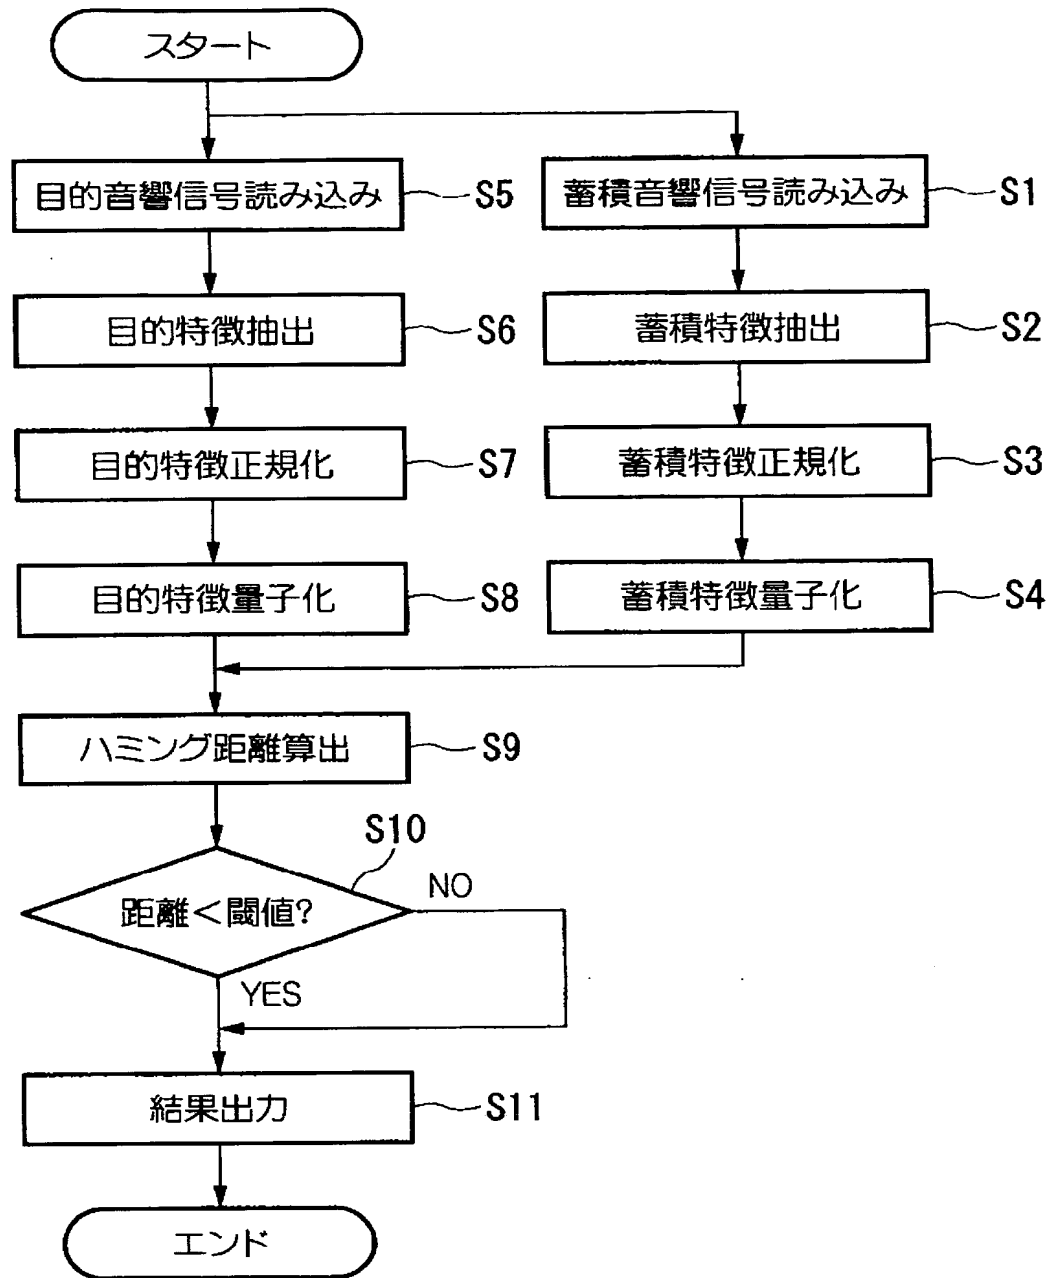 スタート
目的音響信号読み込み S5
蓄積音響信号読み込み S1
目的特徴抽出 S6
蓄積特徴抽出 S2
目的特徴正規化 S7
蓄積特徴正規化 S3
目的特徴量子化 S8
蓄積特徴量子化 S4
ハミング距離算出 S9
S10
距離<閾値?
NO
YES
結果出力 S11
エンド